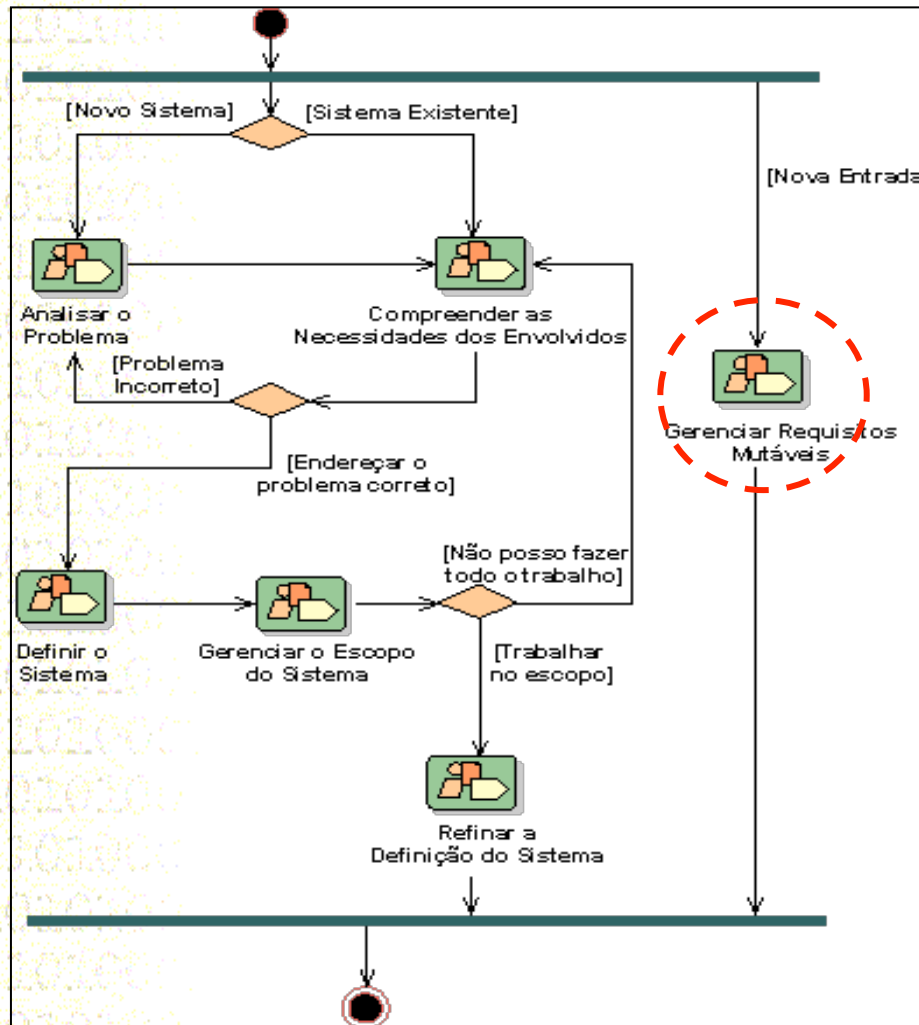 [Novo Sistema]
[Sistema Existente]
[Nova Entrada
Analisar o
Problema
Compreender as
Necessidades dos Envolvidos
[Problema
Incorreto]
Gerenciar Requisitos
Mutáveis
[Endereçar o
problema correto]
[Não posso fazer
todo o trabalho]
Definir o
Sistema
Gerenciar o Escopo
do Sistema
[Trabalhar
no escopo]
Refinar a
Definição do Sistema